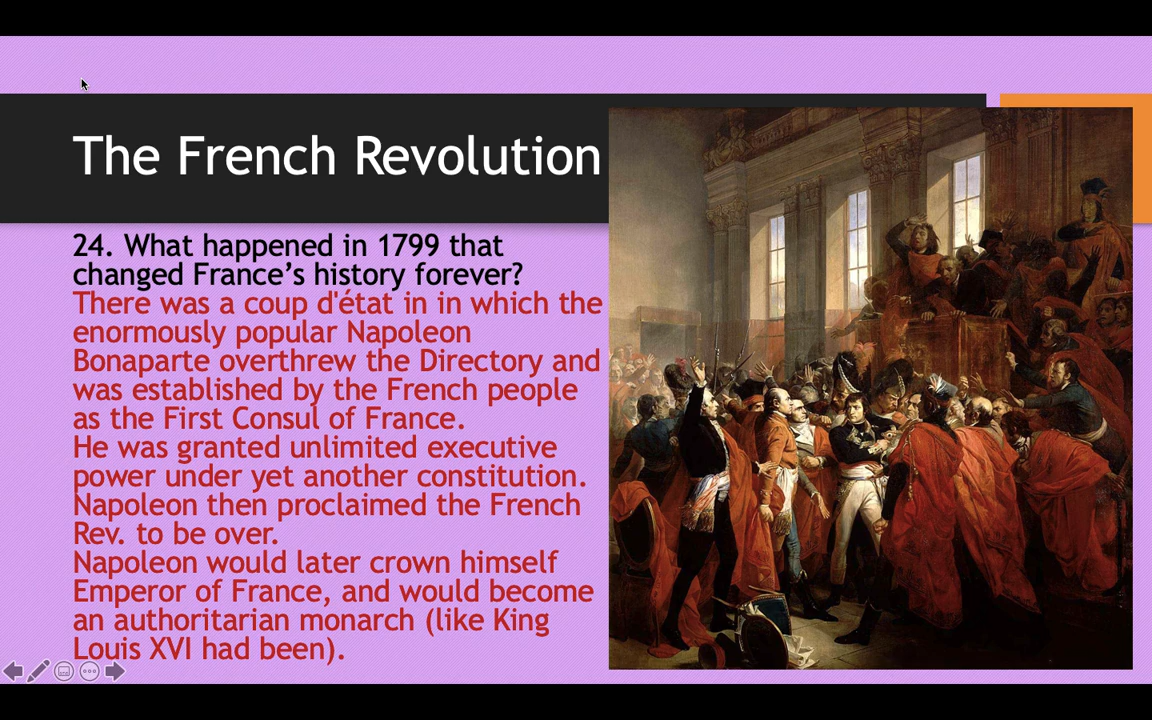 The French Revolution
24. What happened in 1799 that
changed France’s history forever?
There was a coup d'état in in which the
enormously popular Napoleon
Bonaparte overthrew the Directory and
was established by the French people
as the First Consul of France.
He was granted unlimited executive
power under yet another constitution.
Napoleon then proclaimed the French
Rev. to be over.
Napoleon would later crown himself
Emperor of France, and would become
an authoritarian monarch (like King
Louis XVI had been).